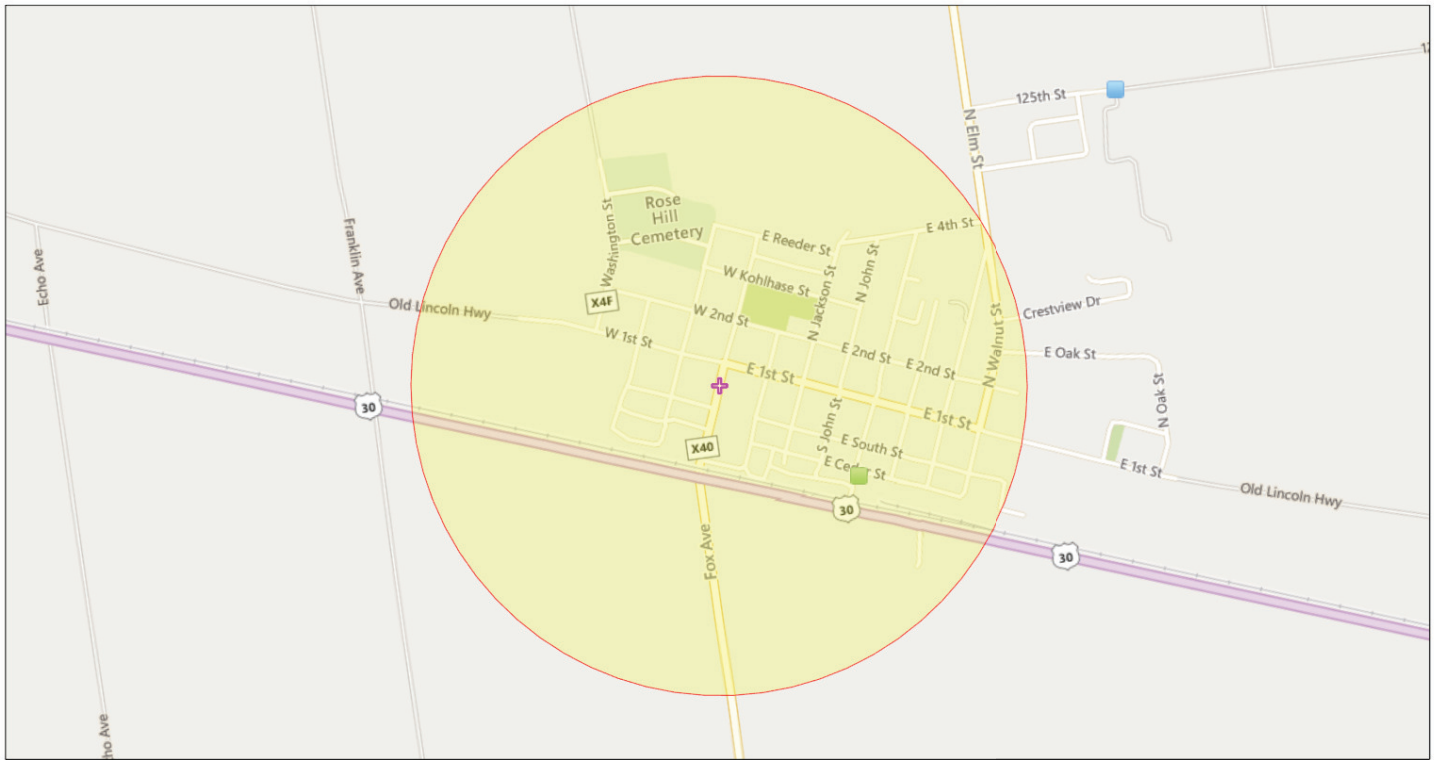 12
125th St
N Elm St
Rose
Hill
Cemetery
Washington St
E 4th St
E Reeder St
Franklin Ave
Echo Ave
N John St
N Jackson St
W Kohlhase St
X4F
Old Lincoln Hwy
Crestview Dr
W 2nd St
W 1st St
N Walnut St
E 2nd St
E 2nd St
E Oak St
E 1st St
N Oak St
30
E 1st St
S John St
X40
E South St
E Cedar St
E 1st St
Old Lincoln Hwy
30
Fox Ave
30
ho Ave